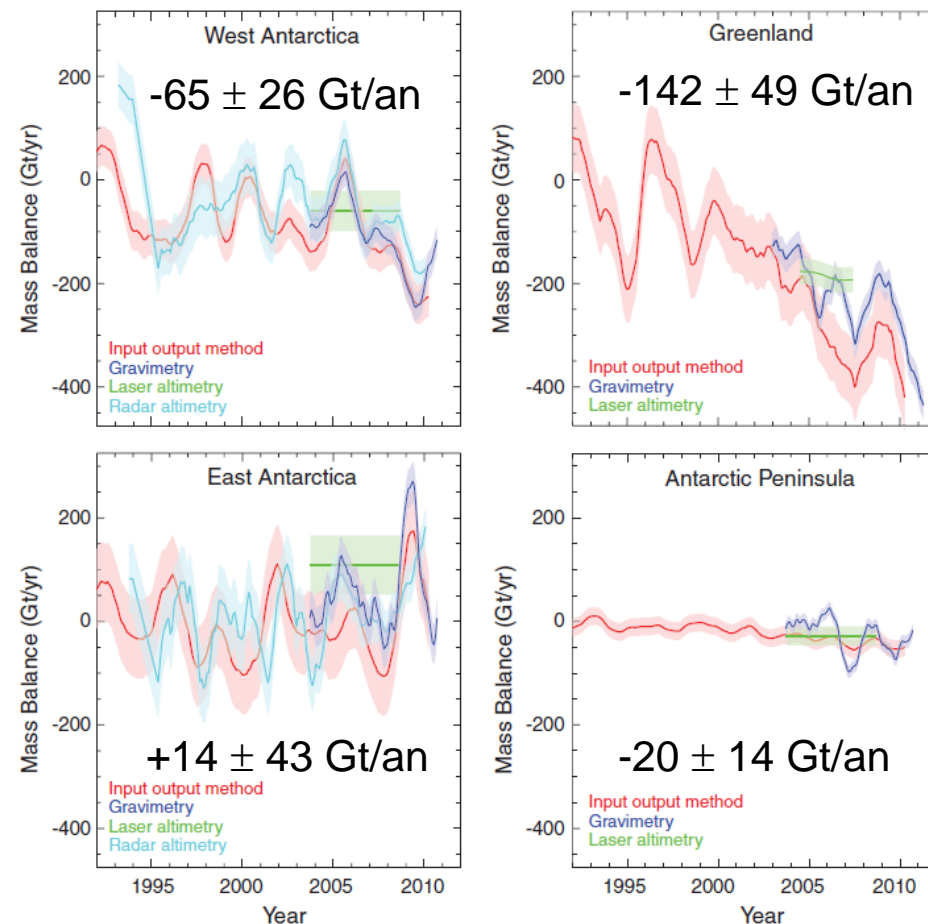 West Antarctica
-65 ± 26 Gt/an
Mass Balance (Gt/yr)
200
0
-200
-400
Input output method
Gravimetry
Laser altimetry
Radar altimetry
Greenland
-142 ± 49 Gt/an
Mass Balance (Gt/yr)
200
0
-200
-400
Input output method
Gravimetry
Laser altimetry
East Antarctica
Mass Balance (Gt/yr)
200
0
-200
-400
+14 ± 43 Gt/an
Input output method
Gravimetry
Laser altimetry
Radar altimetry
1995 2000 2005 2010
Year
Antarctic Peninsula
Mass Balance (Gt/yr)
200
0
-200
-400
-20 ± 14 Gt/an
Input output method
Gravimetry
Laser altimetry
1995 2000 2005 2010
Year